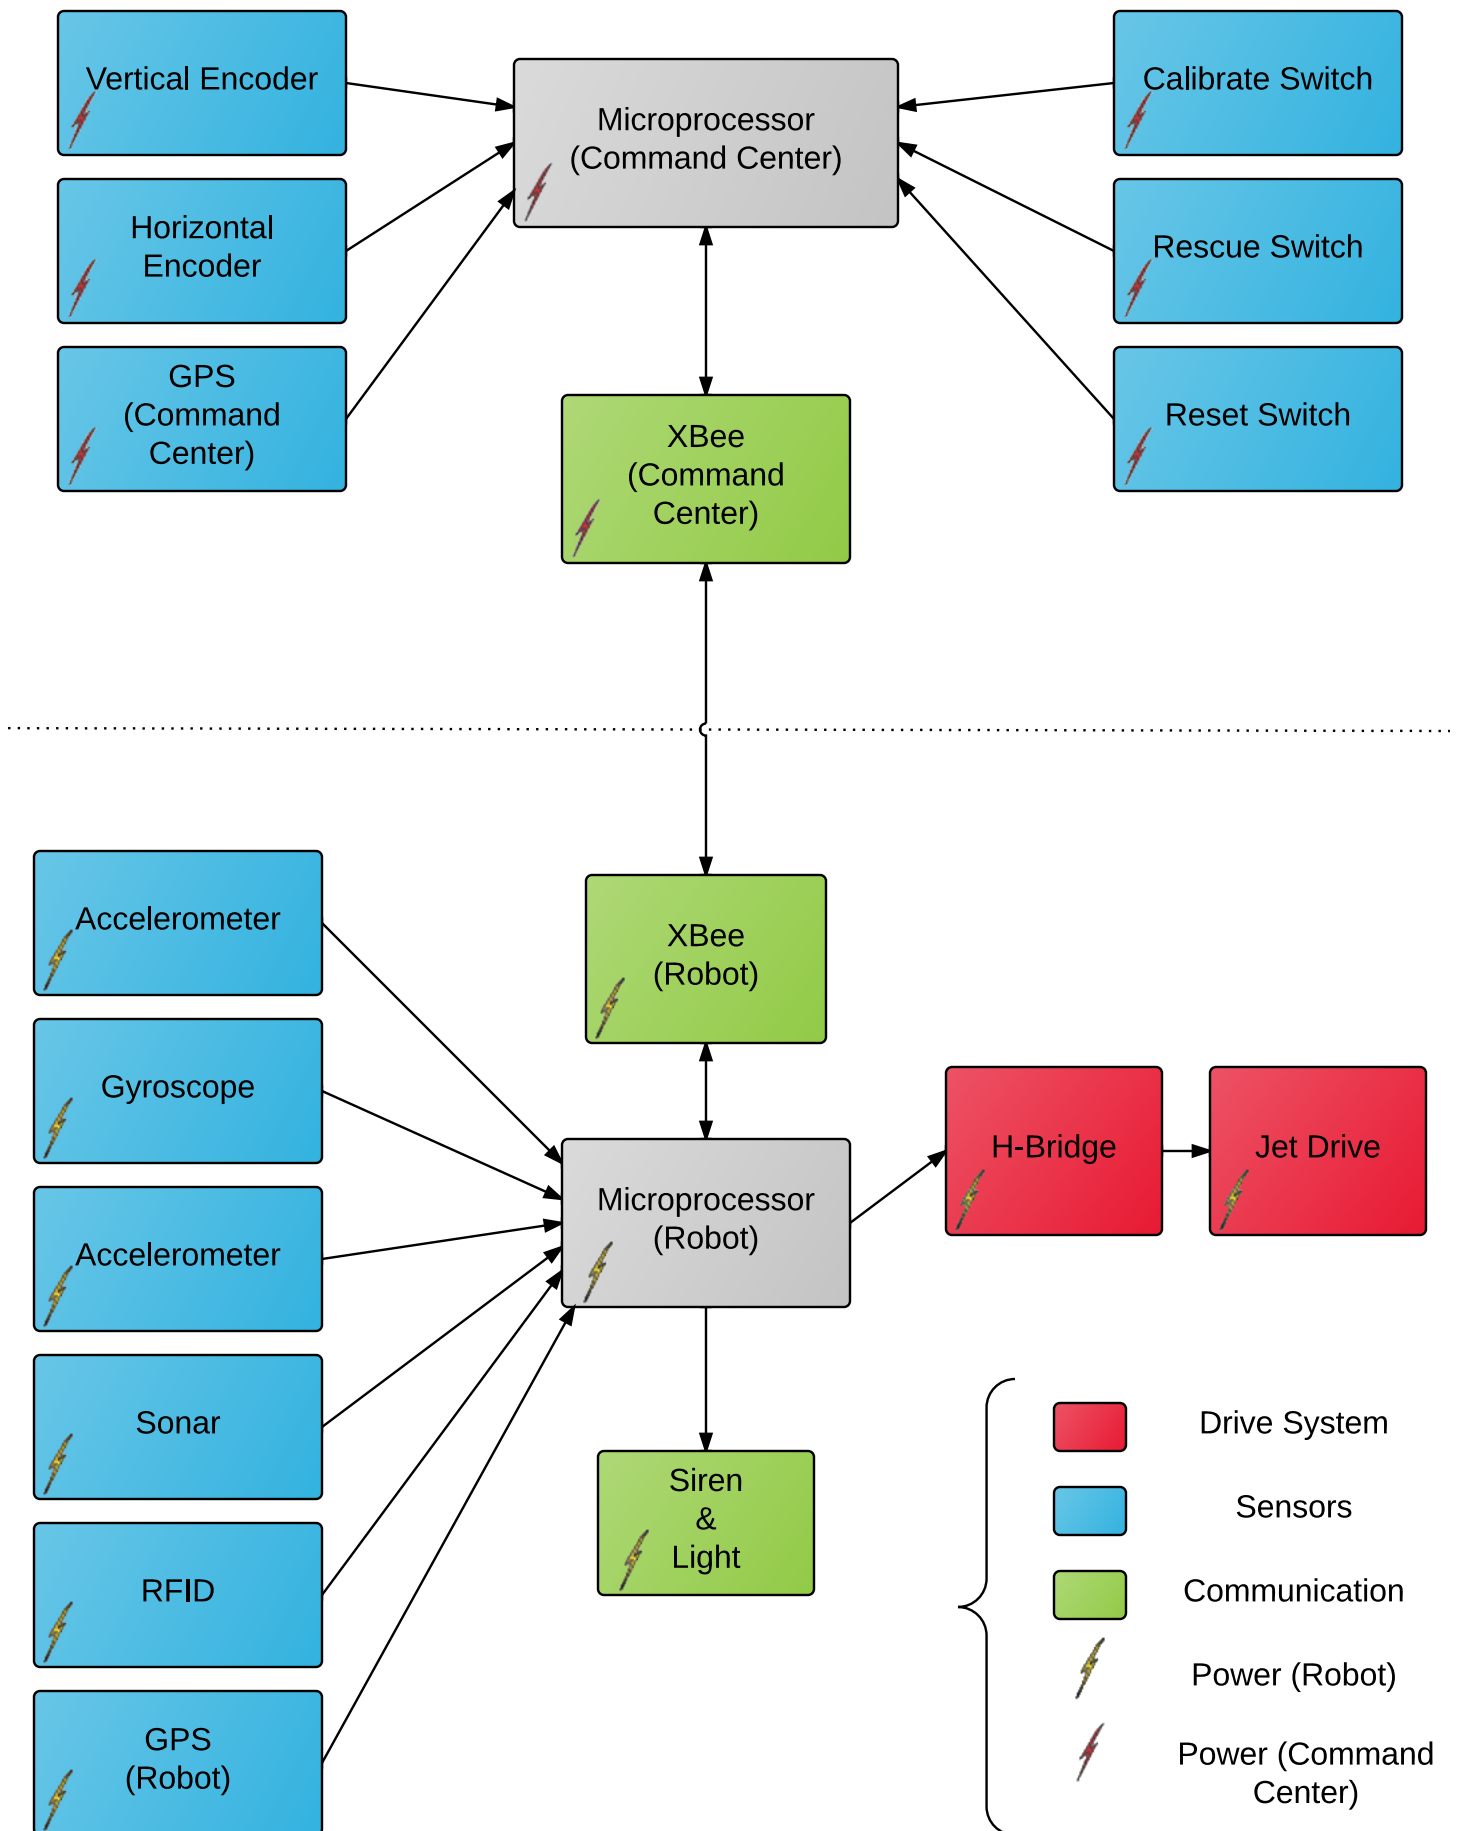 Vertical Encoder
Horizontal
Encoder
GPS
(Command
Center)
Microprocessor
(Command Center)
Calibrate Switch
Rescue Switch
Reset Switch
XBee
(Command
Center)
Accelerometer
Gyroscope
Accelerometer
Sonar
RFID
GPS
(Robot)
XBee
(Robot)
Microprocessor
(Robot)
Siren
&
Light
H-Bridge
Jet Drive
Drive System
Sensors
Communication
Power (Robot)
Power (Command
Center)